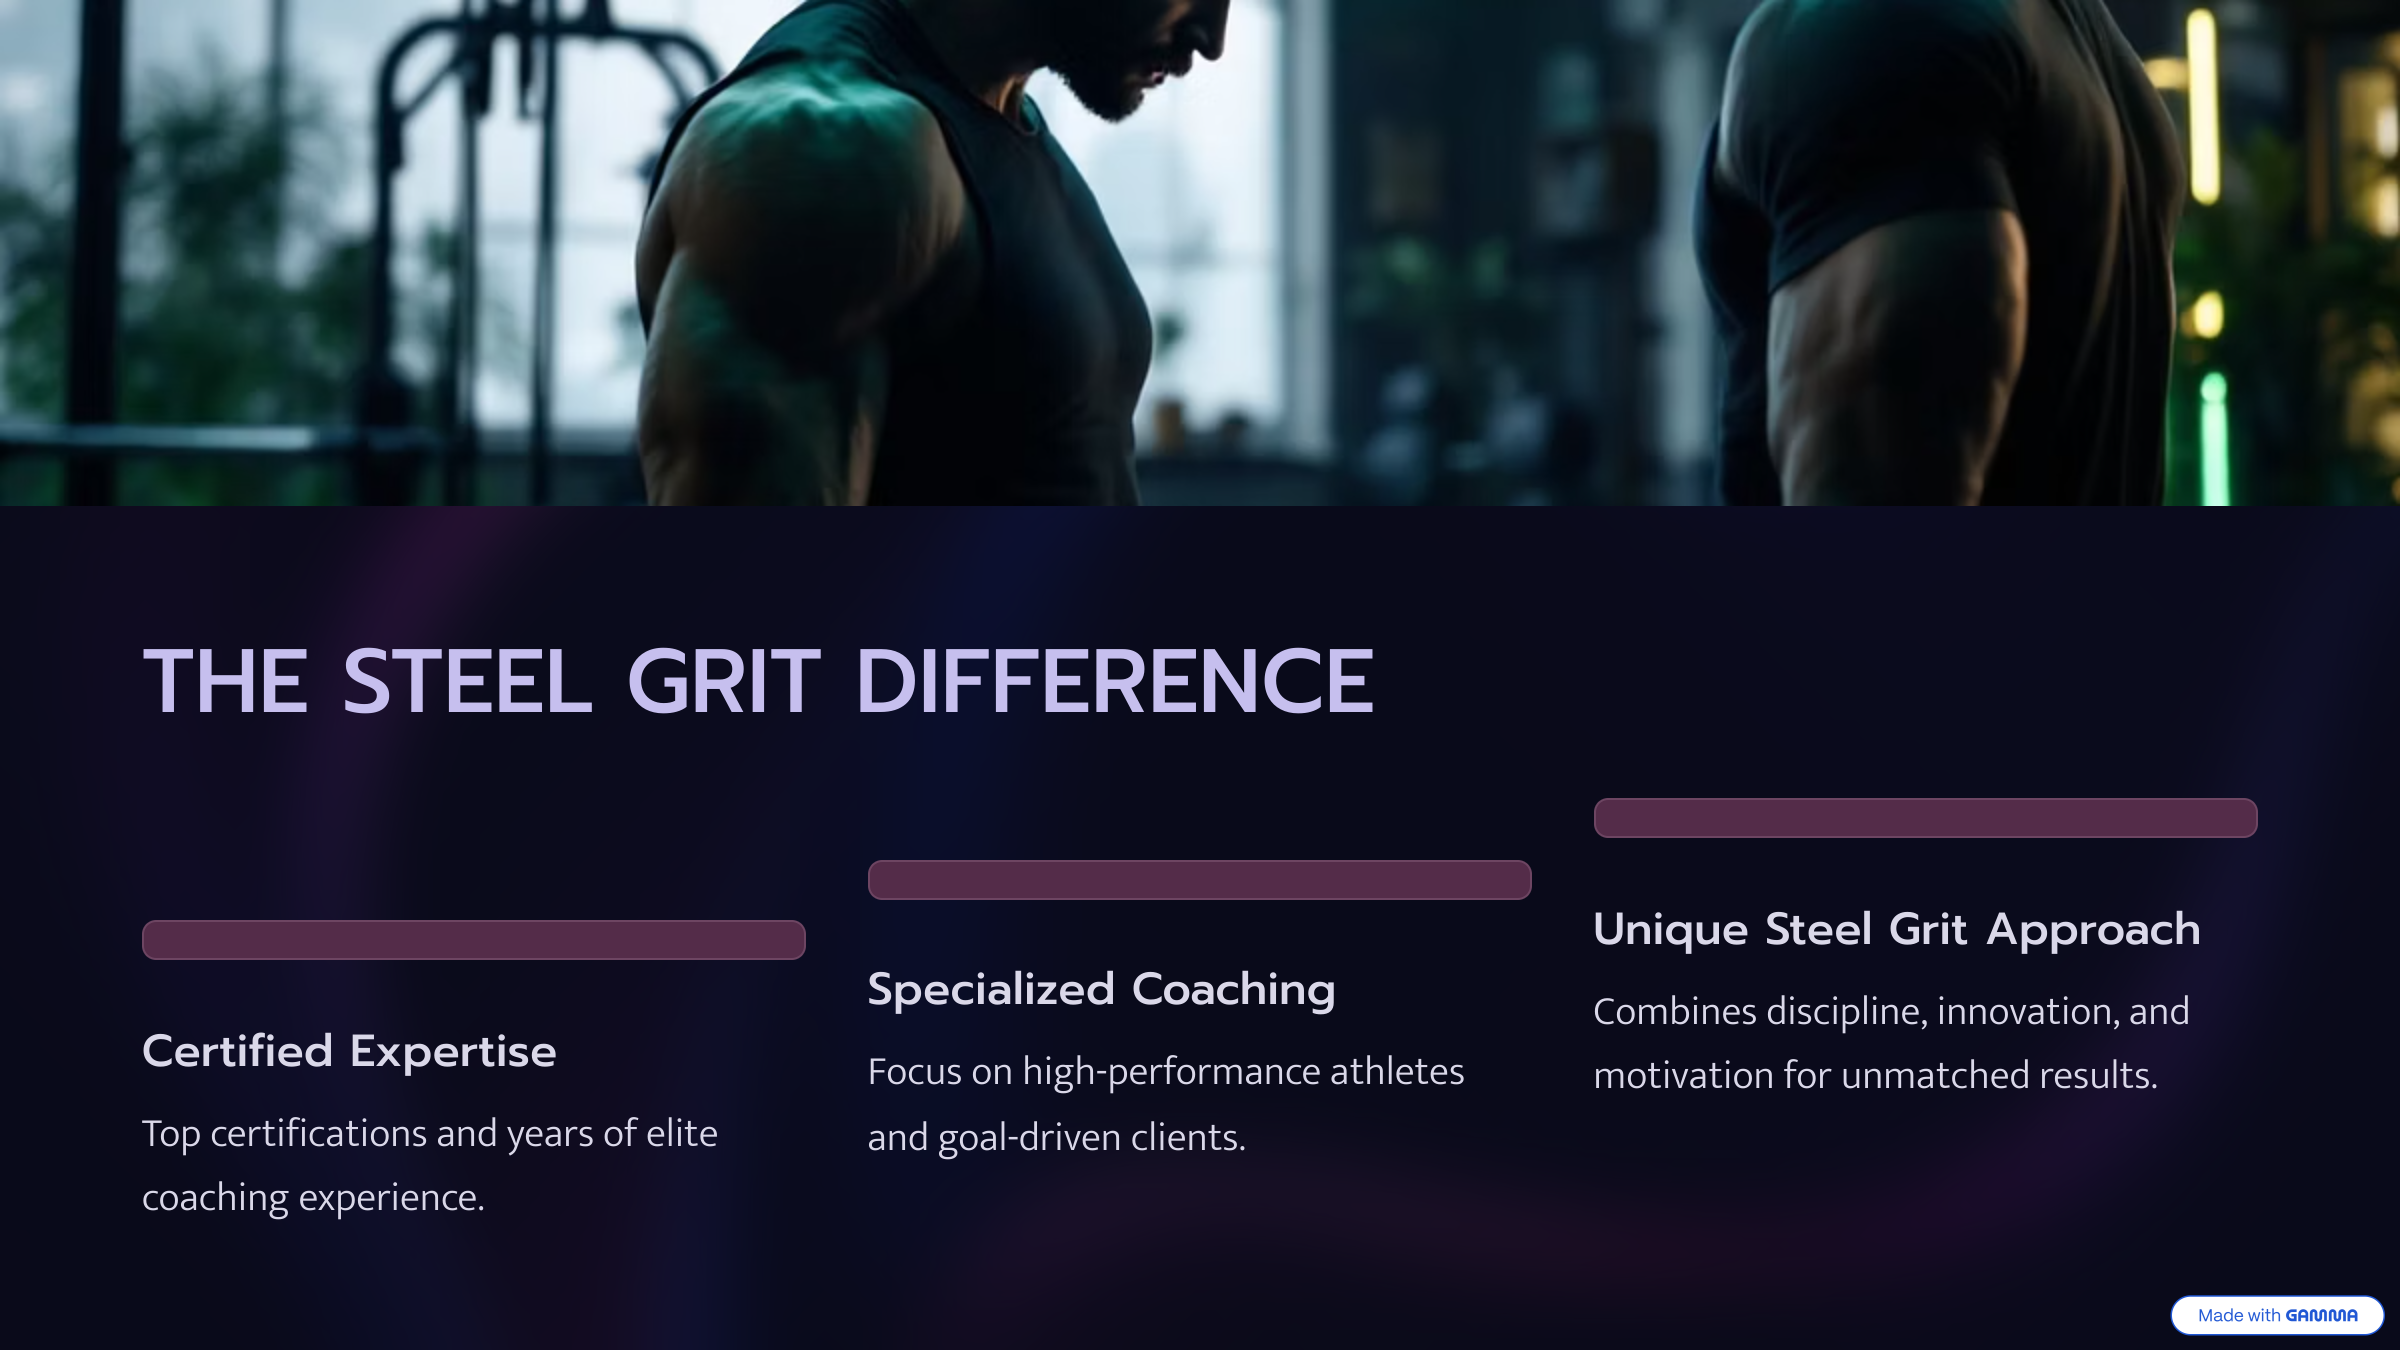 THE STEEL GRIT DIFFERENCE
Certified Expertise
Top certifications and years of elite
coaching experience.
Specialized Coaching
Focus on high-performance athletes
and goal-driven clients.
Unique Steel Grit Approach
Combines discipline, innovation, and
motivation for unmatched results.
Made with GAMMA